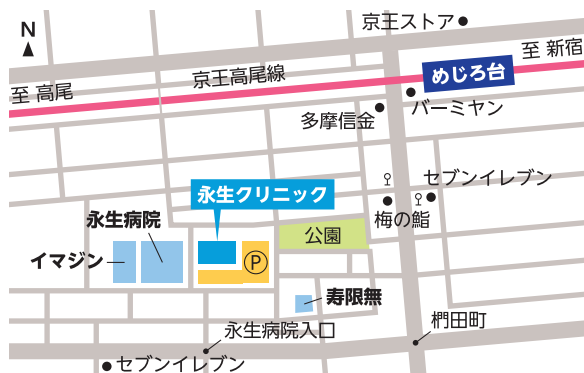 京王ストア
N
至 新宿
めじろ台
京王高尾線
至 高尾
バーミヤン
多摩信金
セブンイレブン
永生クリニック
梅の鮨
永生病院
公園
イマジン
P
寿限無
椚田町
永生病院入口
セブンイレブン